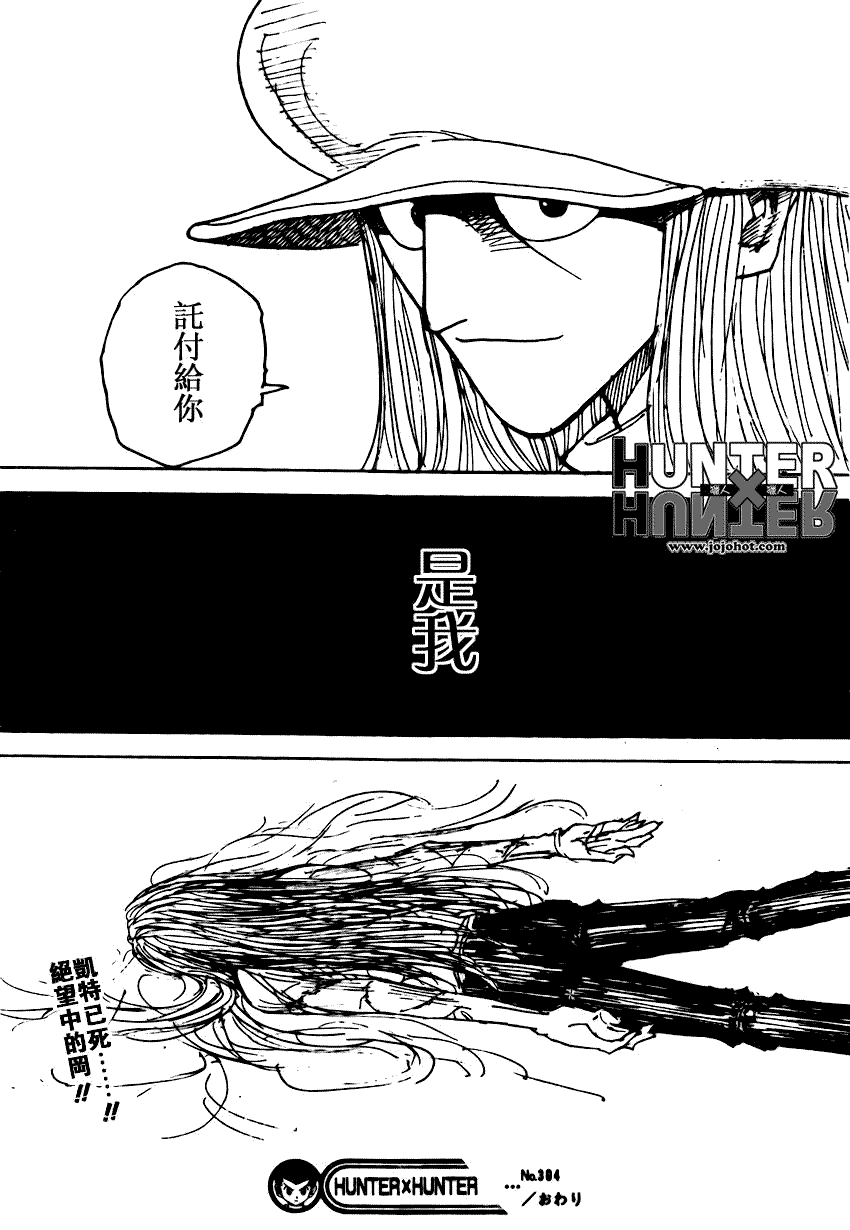 託付給你
HUNTER
HUNTER
×
獵人 獵人
www.jojohot.com
是我
凱特已死……!!
絕望中的岡!!
HUNTER×HUNTER
…
No.304
/おわり